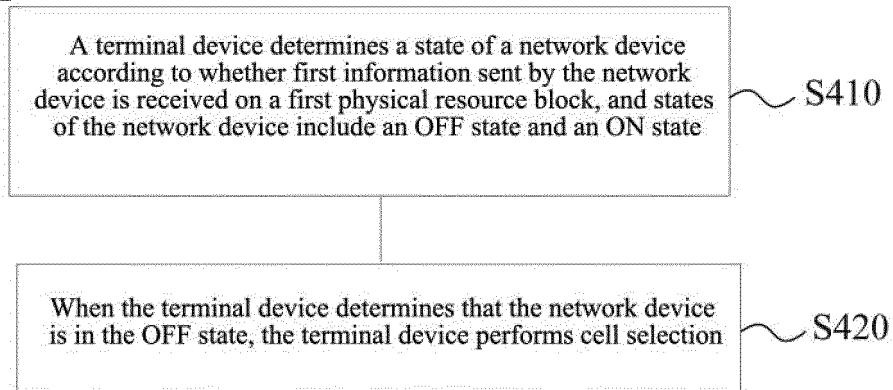 A terminal device determines a state of a network device
according to whether first information sent by the network
device is received on a first physical resource block, and states
of the network device include an OFF state and an ON state
S410
When the terminal device determines that the network device
is in the OFF state, the terminal device performs cell selection
S420